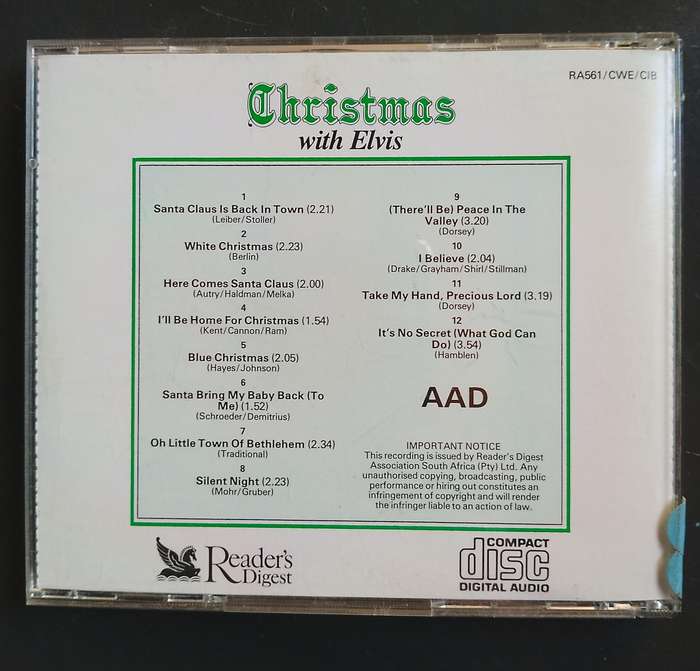 RA561/CWE/CIB
Christmas
with Elvis
1
Santa Claus Is Back In Town (2.21)
(Leiber/Stoller)
2
White Christmas (2.23)
(Berlin)
3
Here Comes Santa Claus (2.00)
(Autry/Haldman/Melka)
4
I'll Be Home For Christmas (1.54)
(Kent/Cannon/Ram)
5
Blue Christmas (2.05)
(Hayes/Johnson)
6
Santa Bring My Baby Back (To
Me) (1.52)
(Schroeder/Demitrius)
7
Oh Little Town Of Bethlehem (2.34)
(Traditional)
8
Silent Night (2.23)
(Mohr/Gruber)
9
(There'll Be) Peace In The
Valley (3.20)
(Dorsey)
10
I Believe (2.04)
(Drake/Grayham/Shirl/Stillman)
11
Take My Hand, Precious Lord (3.19)
(Dorsey)
12
It's No Secret (What God Can
Do) (3.54)
(Hamblen)
AAD
IMPORTANT NOTICE
This recording is issued by Reader's Digest
Association South Africa (Pty) Ltd. Any
unauthorised copying, broadcasting, public
performance or hiring out constitutes an
infringement of copyright and will render
the infringer liable to an action of law.
Reader's
Digest
COMPACT
disc
DIGITAL AUDIO